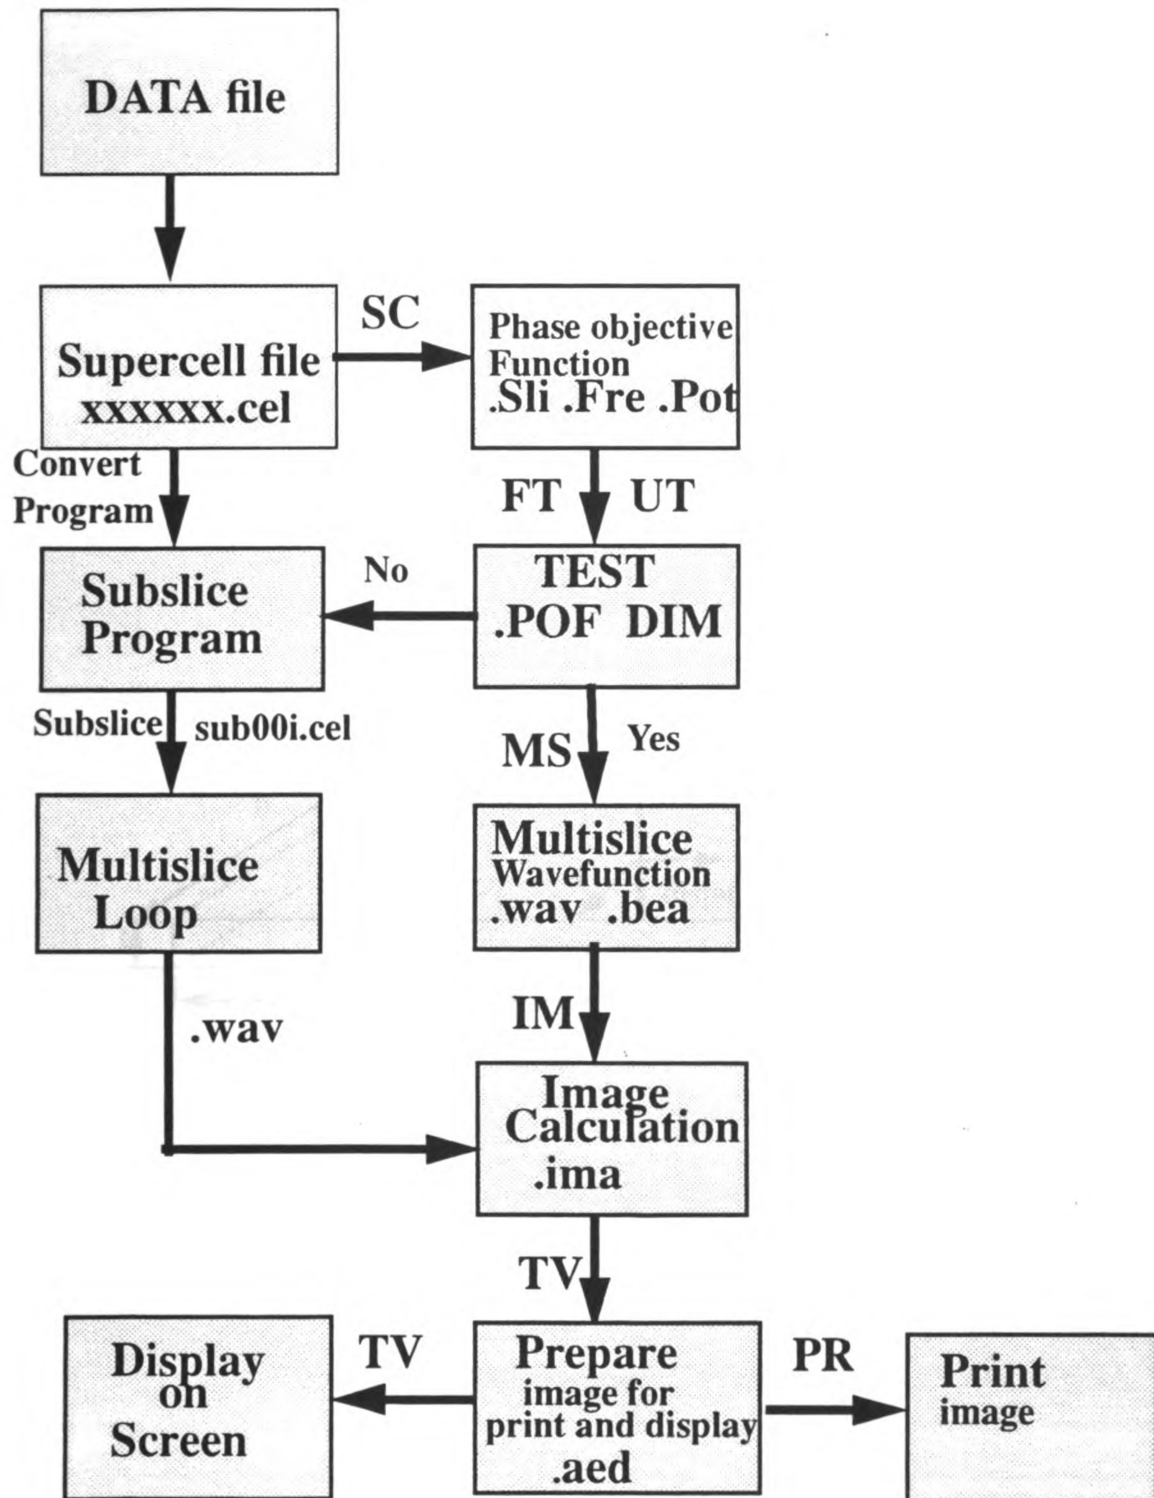 DATA file
Supercell file
xxxxxx.cel
SC
Phase objective
Function
.Sli .Fre .Pot
Convert
Program
FT UT
Subslice
Program
No
TEST
.POF DIM
Subslice sub00i.cel
MS Yes
Multislice
Loop
Multislice
Wavefunction
.wav .bea
.wav
IM
Image
Calculation
.ima
TV
Display
on
Screen
TV
Prepare
image for
print and display
.aed
PR
Print
image